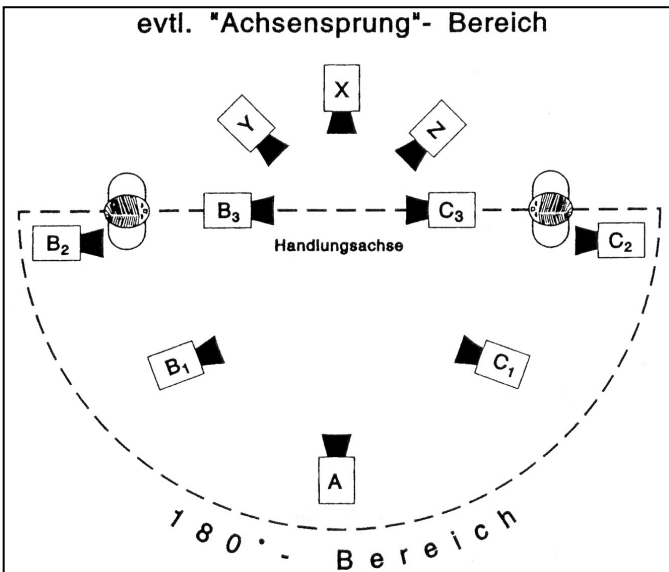 evtl. "Achsensprung"- Bereich
X
Y
Z
B3
C3
B2
Handlungsachse
C2
B1
C1
A
180°- Bereich